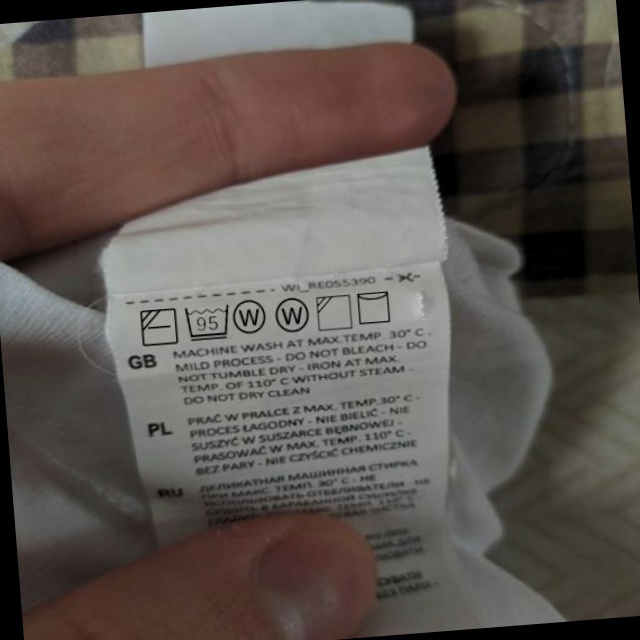 WI_RE055390
95 W W
GB MACHINE WASH AT MAX.TEMP. 30° C -
MILD PROCESS - DO NOT BLEACH - DO
NOT TUMBLE DRY - IRON AT MAX.
TEMP. OF 110° C WITHOUT STEAM -
DO NOT DRY CLEAN
PL PRAĆ W PRALCE Z MAX. TEMP.30° C -
PROCES ŁAGODNY - NIE BIELIĆ - NIE
SUSZYĆ W SUSZARCE BĘBNOWEJ -
PRASOWAĆ W MAX. TEMP. 110° C -
BEZ PARY - NIE CZYŚCIĆ CHEMICZNIE
RU ДЕЛИКАТНАЯ МАШИННАЯ СТИРКА
ПРИ МАКС. ТЕМП. 30° C - НЕ